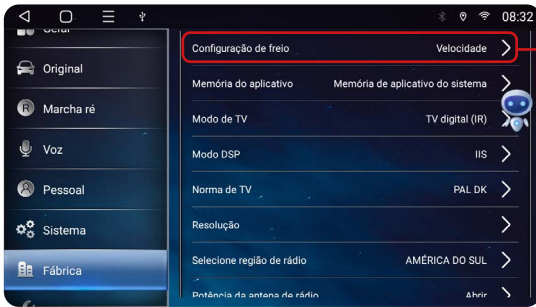 08:32
Geral
Original
Marcha ré
R
Voz
Pessoal
Sistema
Fábrica
Configuração de freio Velocidade
Memória do aplicativo Memória de aplicativo do sistema
Modo de TV TV digital (IR)
Modo DSP IIS
Norma de TV PAL DK
Resolução
Selecione região de rádio AMÉRICA DO SUL
Potência da antena de rádio Abrir